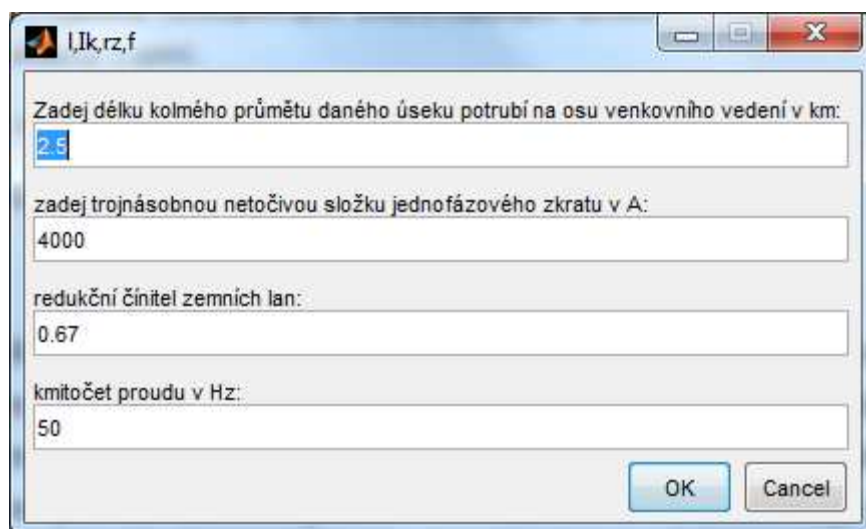 l,Ik,rz,f
Zadej délku kolmého průmětu daného úseku potrubí na osu venkovního vedení v km:
2.5
zadej trojnásobnou netočivou složku jednofázového zkratu v A:
4000
redukční čínitel zemních lan:
0.67
kmitočet proudu v Hz:
50
OK Cancel